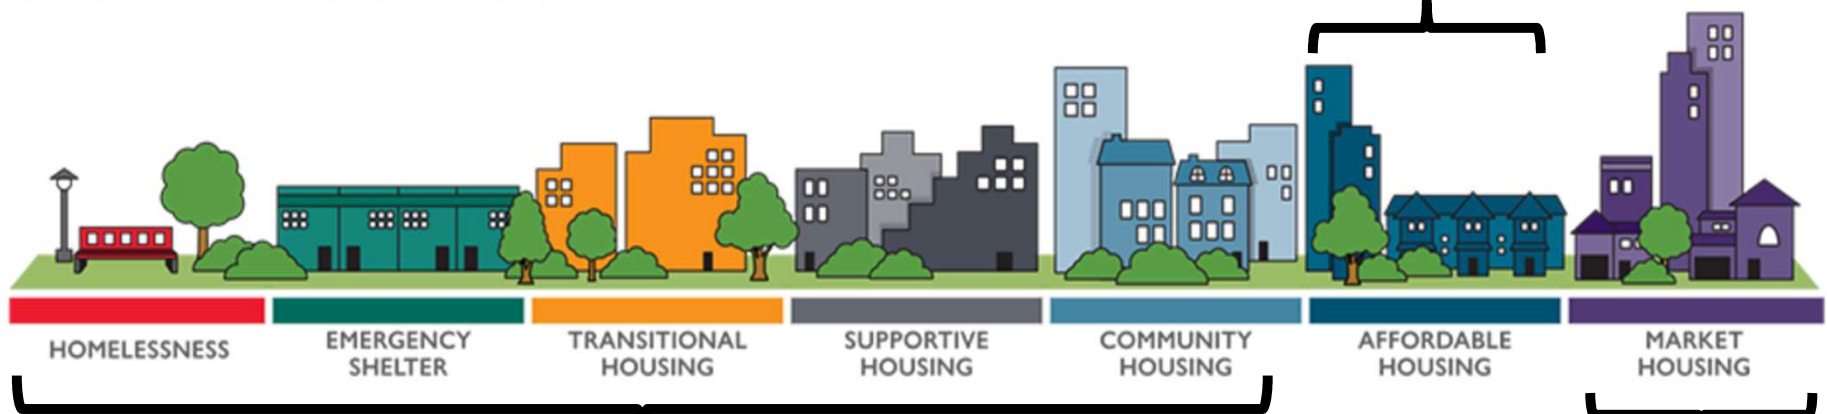 HOMELESSNESS
EMERGENCY
SHELTER
TRANSITIONAL
HOUSING
SUPPORTIVE
HOUSING
COMMUNITY
HOUSING
AFFORDABLE
HOUSING
MARKET
HOUSING